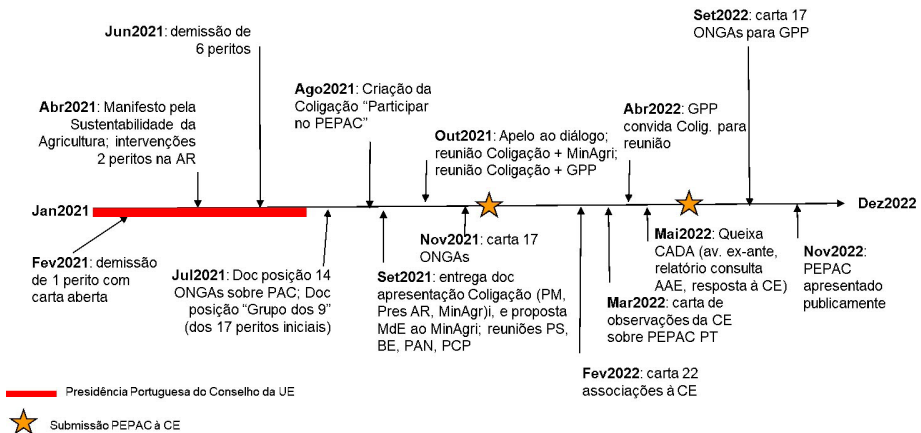 Set2022: carta 17
ONGAs para GPP
Jun2021: demissão de
6 peritos
Ago2021: Criação da
Coligação “Participar
no PEPAC”
Abr2021: Manifesto pela
Sustentabilidade da
Agricultura; intervenções
2 peritos na AR
Out2021: Apelo ao diálogo;
reunião Coligação + MinAgri;
reunião Coligação + GPP
Abr2022: GPP
convida Colig. para
reunião
Jan2021
Dez2022
Fev2021: demissão
de 1 perito com
carta aberta
Jul2021: Doc posição 14
ONGAs sobre PAC; Doc
posição “Grupo dos 9”
(dos 17 peritos iniciais)
Nov2021: carta 17
ONGAs
Set2021: entrega doc
apresentação Coligação (PM,
Pres AR, MinAgr)i, e proposta
MdE ao MinAgri; reuniões PS,
BE, PAN, PCP
Mai2022: Queixa
CADA (av. ex-ante,
relatório consulta
AAE, resposta à CE)
Mar2022: carta de
observações da CE
sobre PEPAC PT
Nov2022:
PEPAC
apresentado
publicamente
Fev2022: carta 22
associações à CE
Presidência Portuguesa do Conselho da UE
Submissão PEPAC à CE